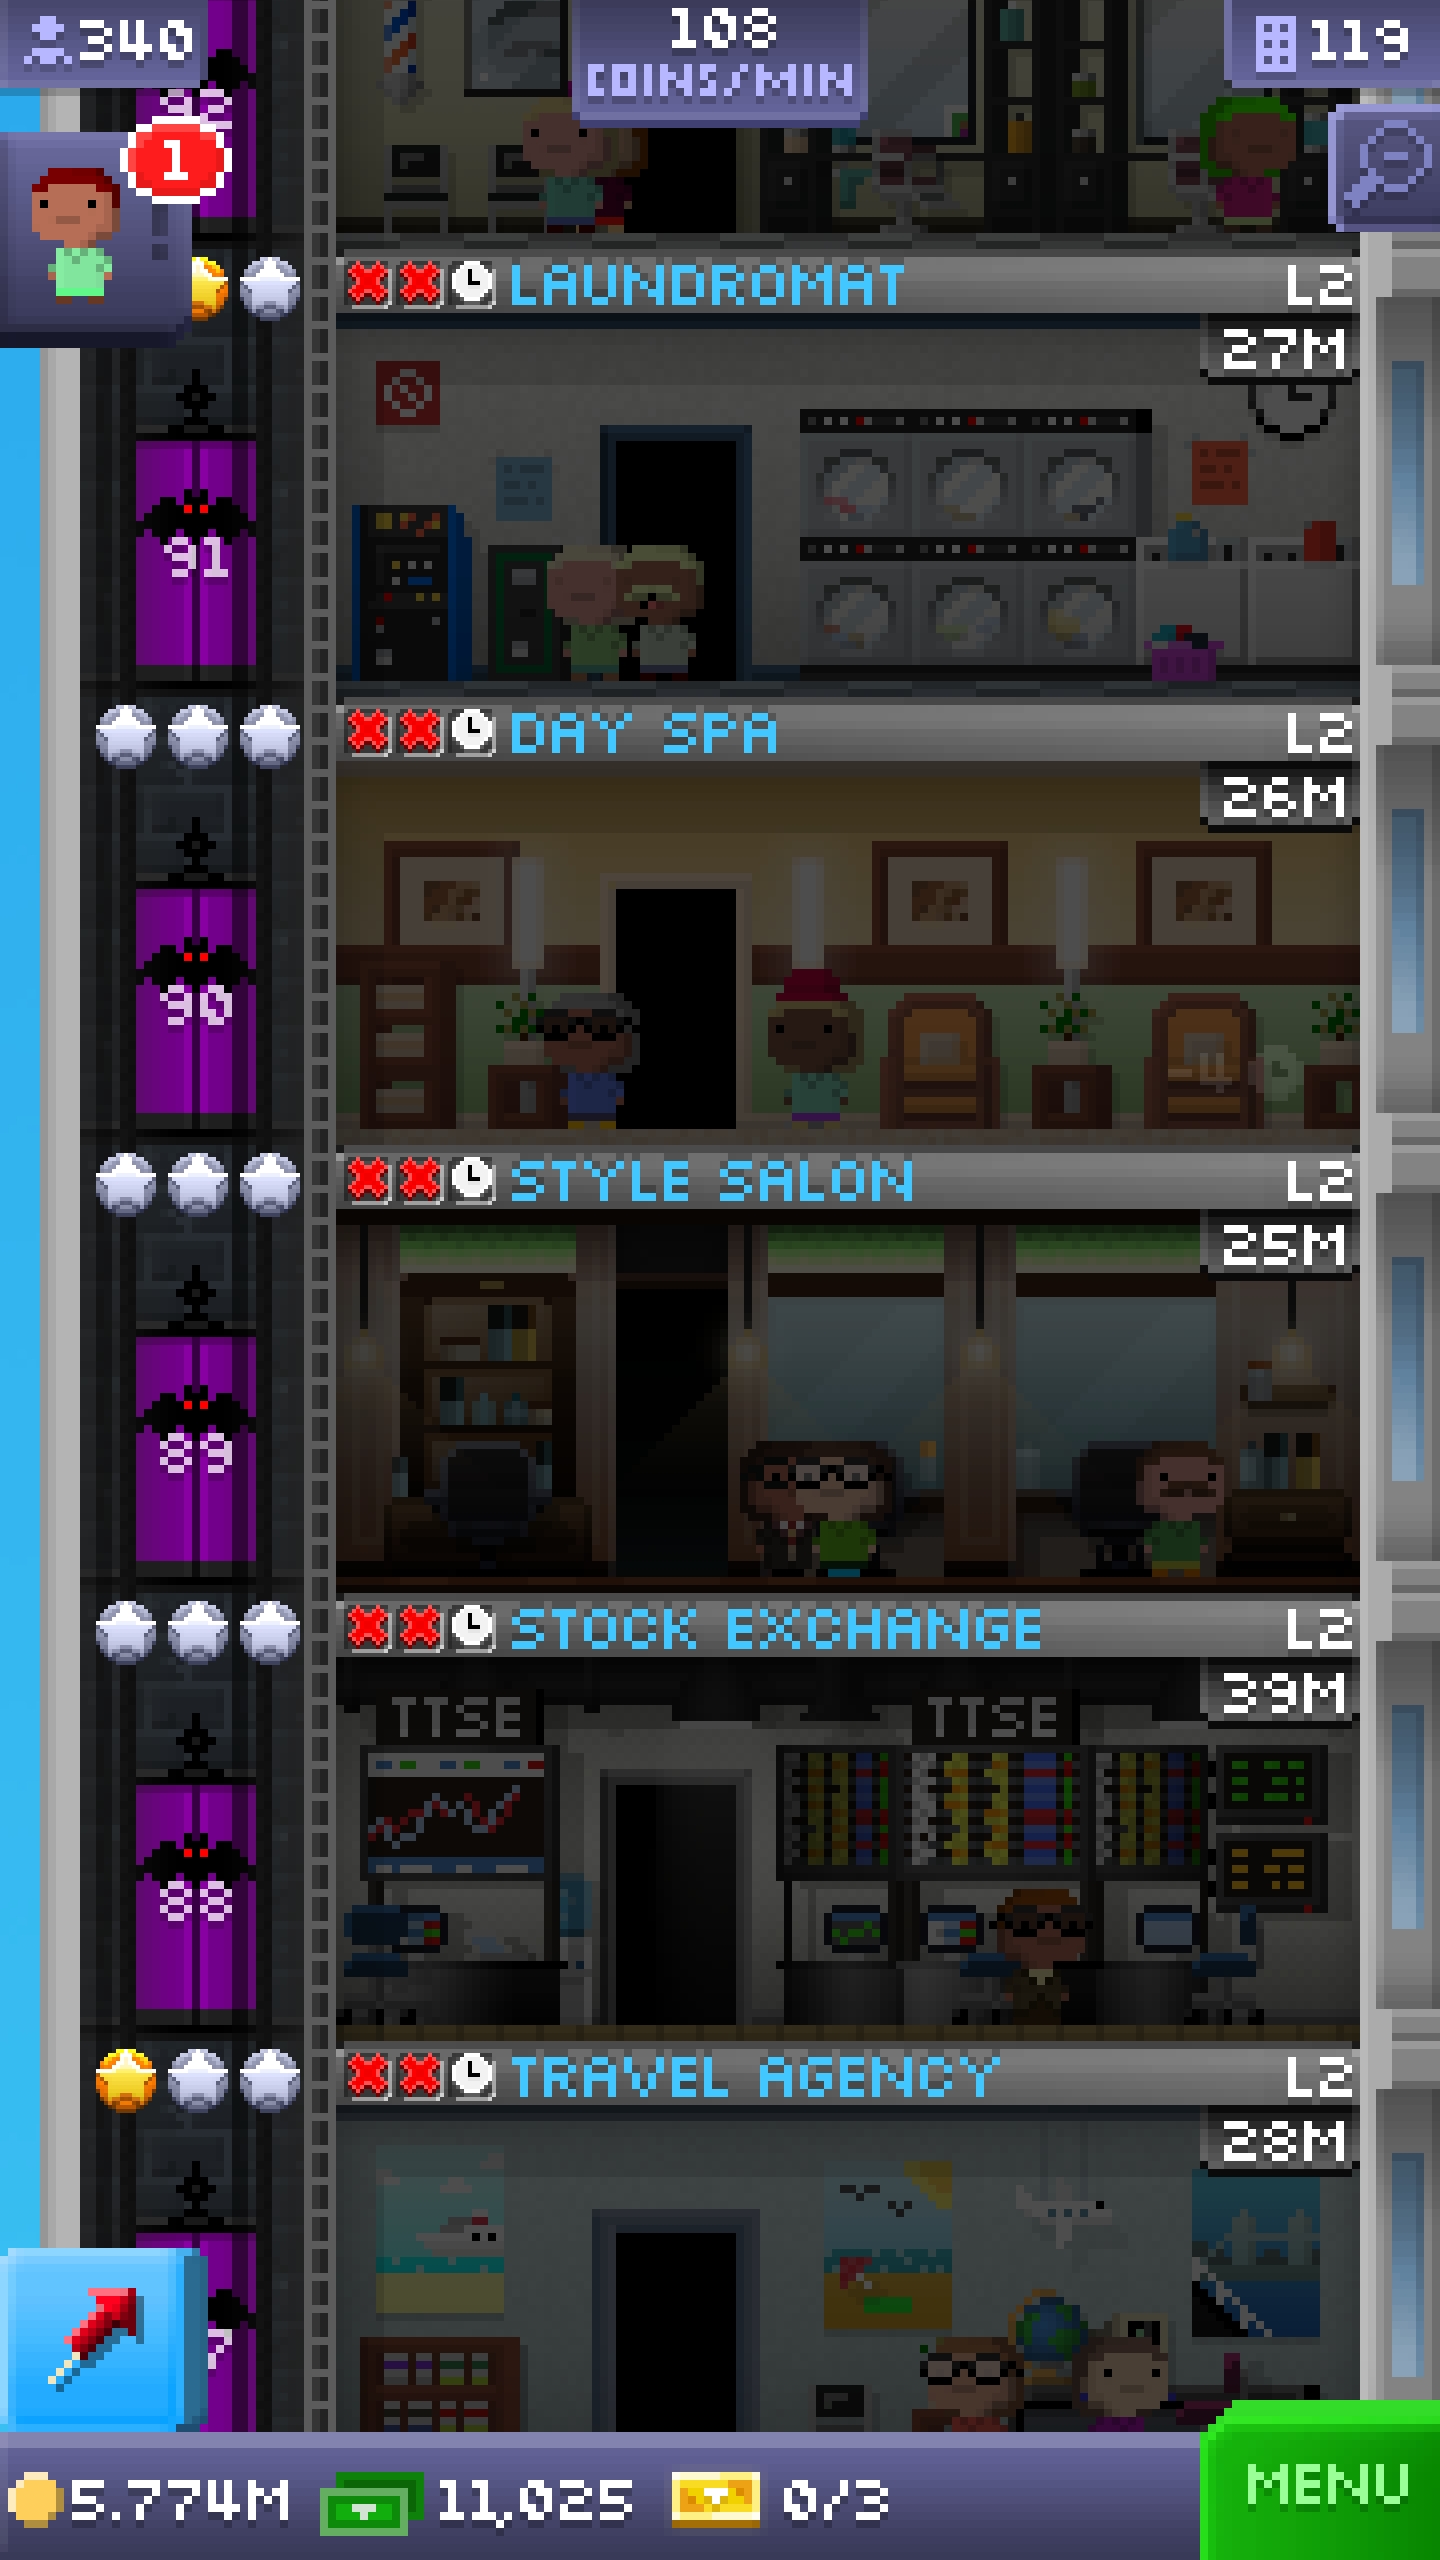 340
108
COINS/MIN
119
92
1
LAUNDROMAT L2
27M
91
DAY SPA L2
26M
90
STYLE SALON L2
25M
89
STOCK EXCHANGE L2
39M
TTSE TTSE
88
TRAVEL AGENCY L2
28M
7
5.774M 11,025 0/3
MENU